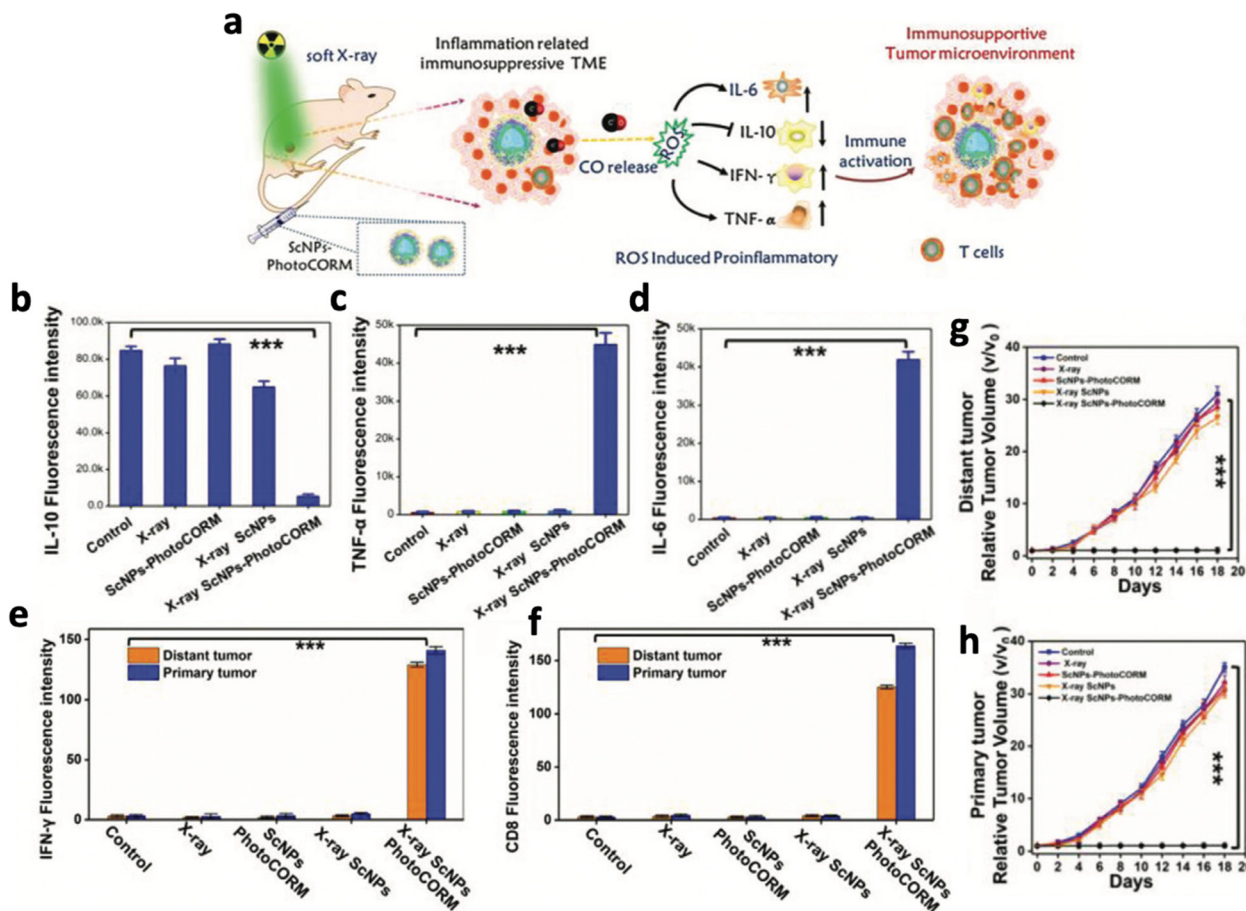 a
soft X-ray
Inflammation related
immunosuppressive TME
Immunosupportive
Tumor microenvironment
IL-6
IL-10
IFN- γ
TNF- α
ROS
CO release
Immune
activation
ScNPs-
PhotoCORM
ROS Induced Proinflammatory
T cells
b
IL-10 Fluorescence intensity
100.0k
80.0k
60.0k
40.0k
20.0k
0.0
***
Control
X-ray
ScNPs-PhotoCORM
X-ray ScNPs
X-ray ScNPs-PhotoCORM
c
TNF-α Fluorescence intensity
50k
40k
30k
20k
10k
0
***
Control
X-ray
ScNPs-PhotoCORM
X-ray ScNPs
X-ray ScNPs-PhotoCORM
d
IL-6 Fluorescence intensity
50k
40k
30k
20k
10k
0
***
Control
X-ray
ScNPs-PhotoCORM
X-ray ScNPs
X-ray ScNPs-PhotoCORM
e
IFN-γ Fluorescence intensity
150
100
50
0
***
Distant tumor
Primary tumor
Control
X-ray
ScNPs
PhotoCORM
X-ray ScNPs
X-ray ScNPs
PhotoCORM
f
CD8 Fluorescence intensity
150
100
50
0
***
Distant tumor
Primary tumor
Control
X-ray
ScNPs
PhotoCORM
X-ray ScNPs
X-ray ScNPs
PhotoCORM
g
Distant tumor
Relative Tumor Volume (v/v₀)
40
30
20
10
0
Control
X-ray
ScNPs-PhotoCORM
X-ray ScNPs
X-ray ScNPs-PhotoCORM
***
0 2 4 6 8 10 12 14 16 18 20
Days
h
Primary tumor
Relative Tumor Volume (v/v₀)
40
30
20
10
0
Control
X-ray
ScNPs-PhotoCORM
X-ray ScNPs
X-ray ScNPs-PhotoCORM
***
0 2 4 6 8 10 12 14 16 18 20
Days